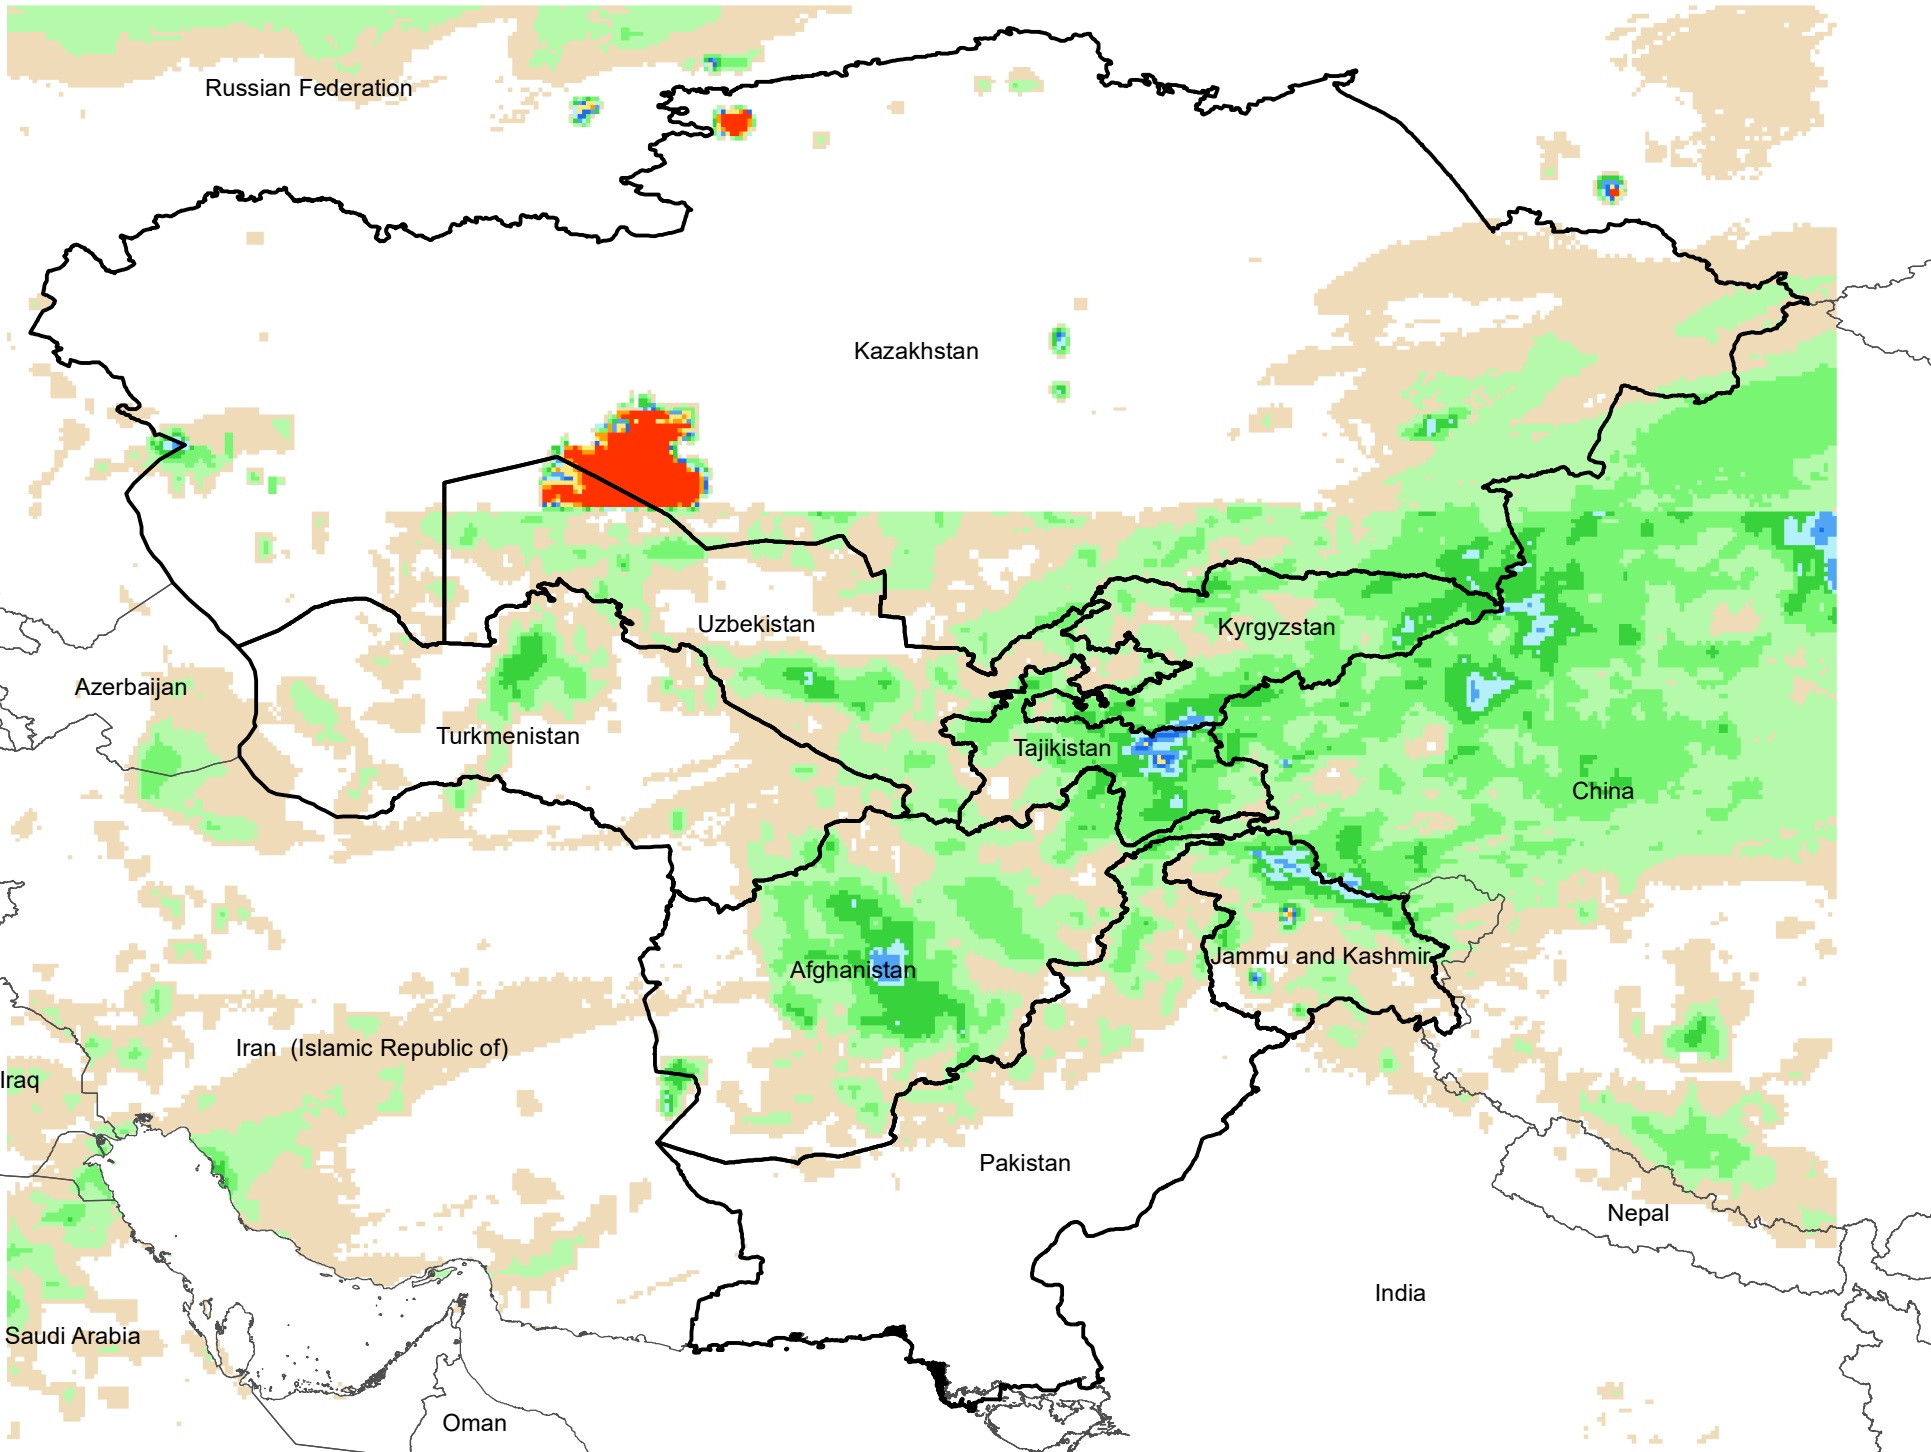 Russian Federation
Kazakhstan
Uzbekistan
Kyrgyzstan
Azerbaijan
Turkmenistan
Tajikistan
China
Afghanistan
Jammu and Kashmir
Iran  (Islamic Republic of)
Iraq
Pakistan
Nepal
India
Saudi Arabia
Oman